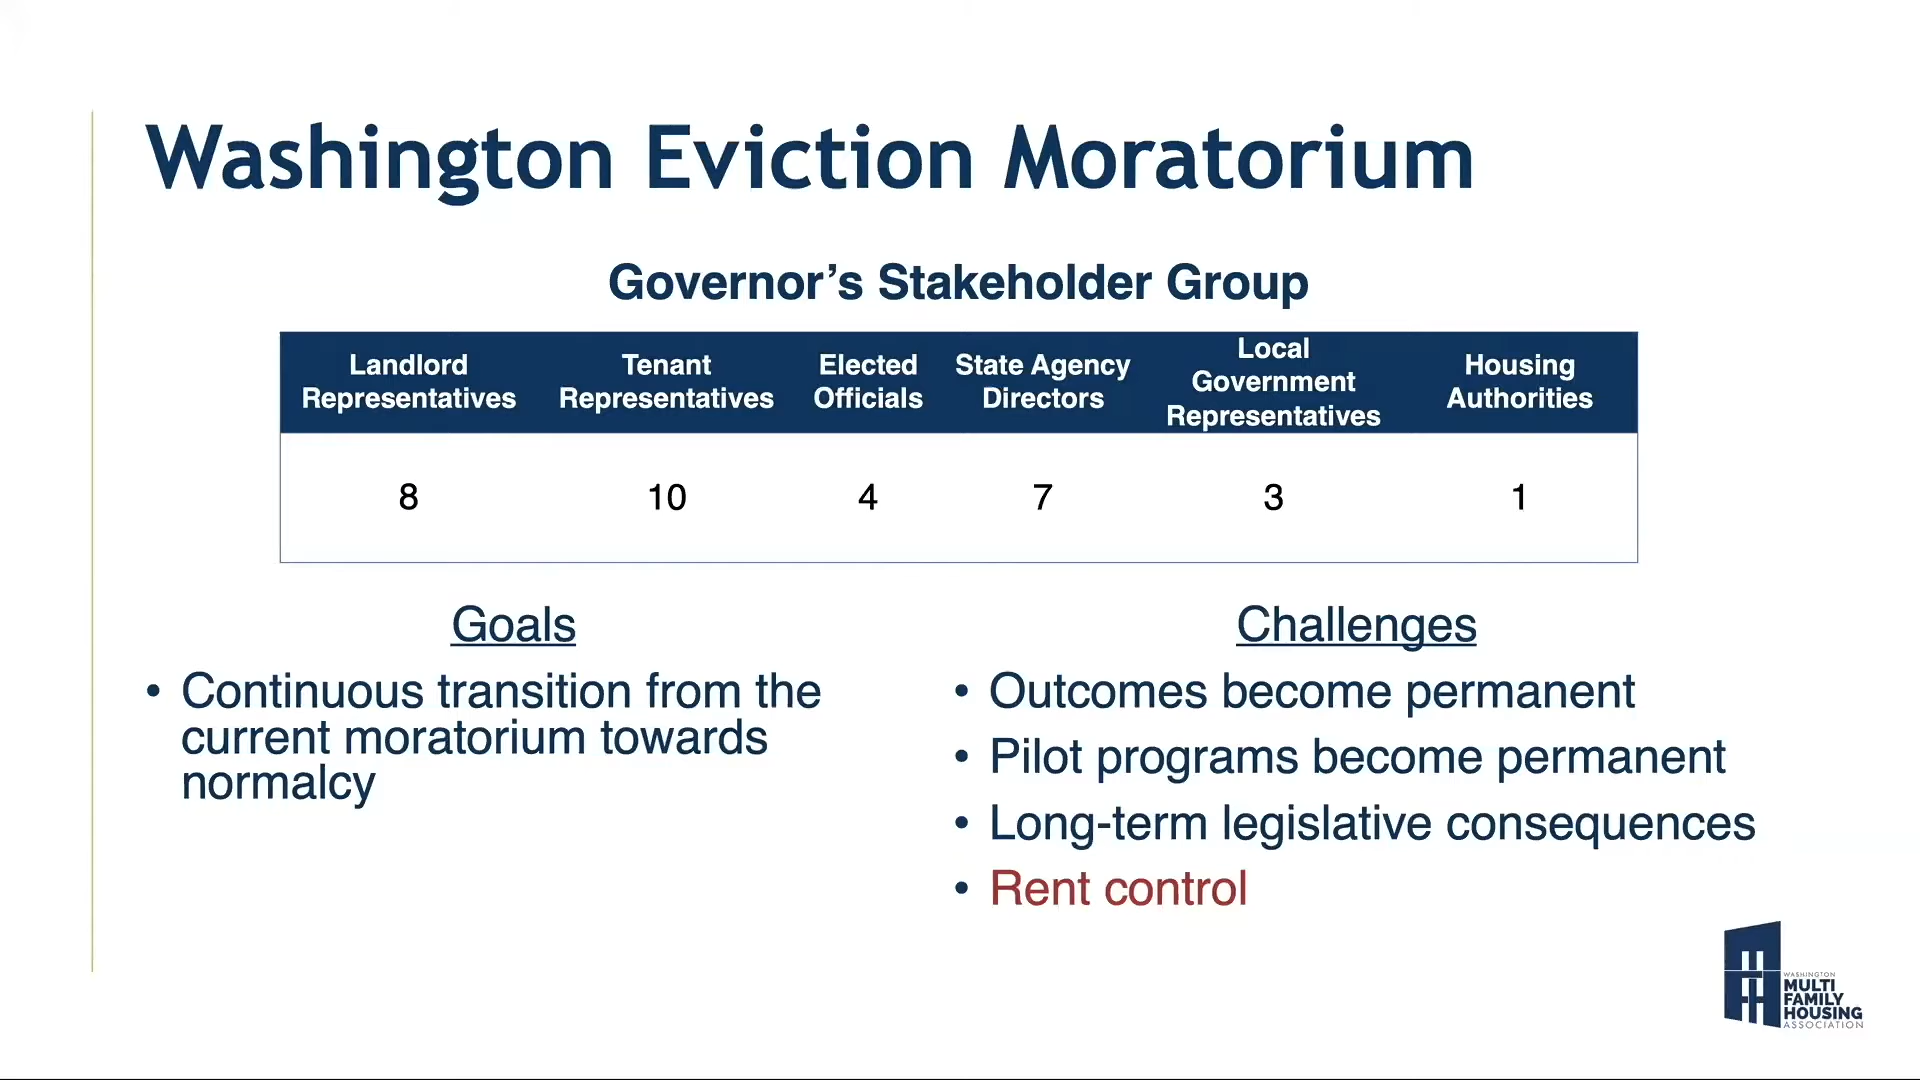 Washington Eviction Moratorium
Governor’s Stakeholder Group
Landlord
Representatives
Tenant
Representatives
Elected
Officials
State Agency
Directors
Local
Government
Representatives
Housing
Authorities
8
10
4
7
3
1
Goals
• Continuous transition from the
current moratorium towards
normalcy
Challenges
• Outcomes become permanent
• Pilot programs become permanent
• Long-term legislative consequences
• Rent control
WASHINGTON
MULTI
FAMILY
HOUSING
ASSOCIATION